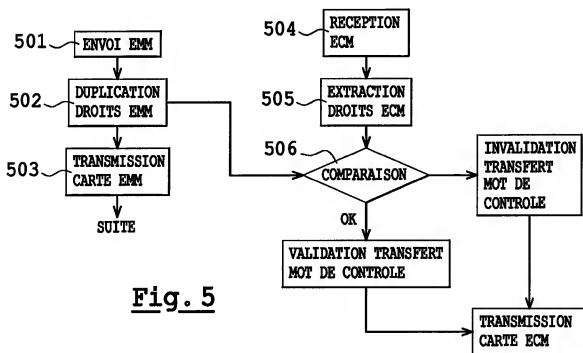 501
ENVOI EMM
502
DUPLICATION
DROITS EMM
503
TRANSMISSION
CARTE EMM
SUITE
504
RECEPTION
ECM
505
EXTRACTION
DROITS ECM
506
COMPARAISON
OK
INVALIDATION
TRANSFERT
MOT DE
CONTROLE
VALIDATION TRANSFERT
MOT DE CONTROLE
TRANSMISSION
CARTE ECM
Fig. 5